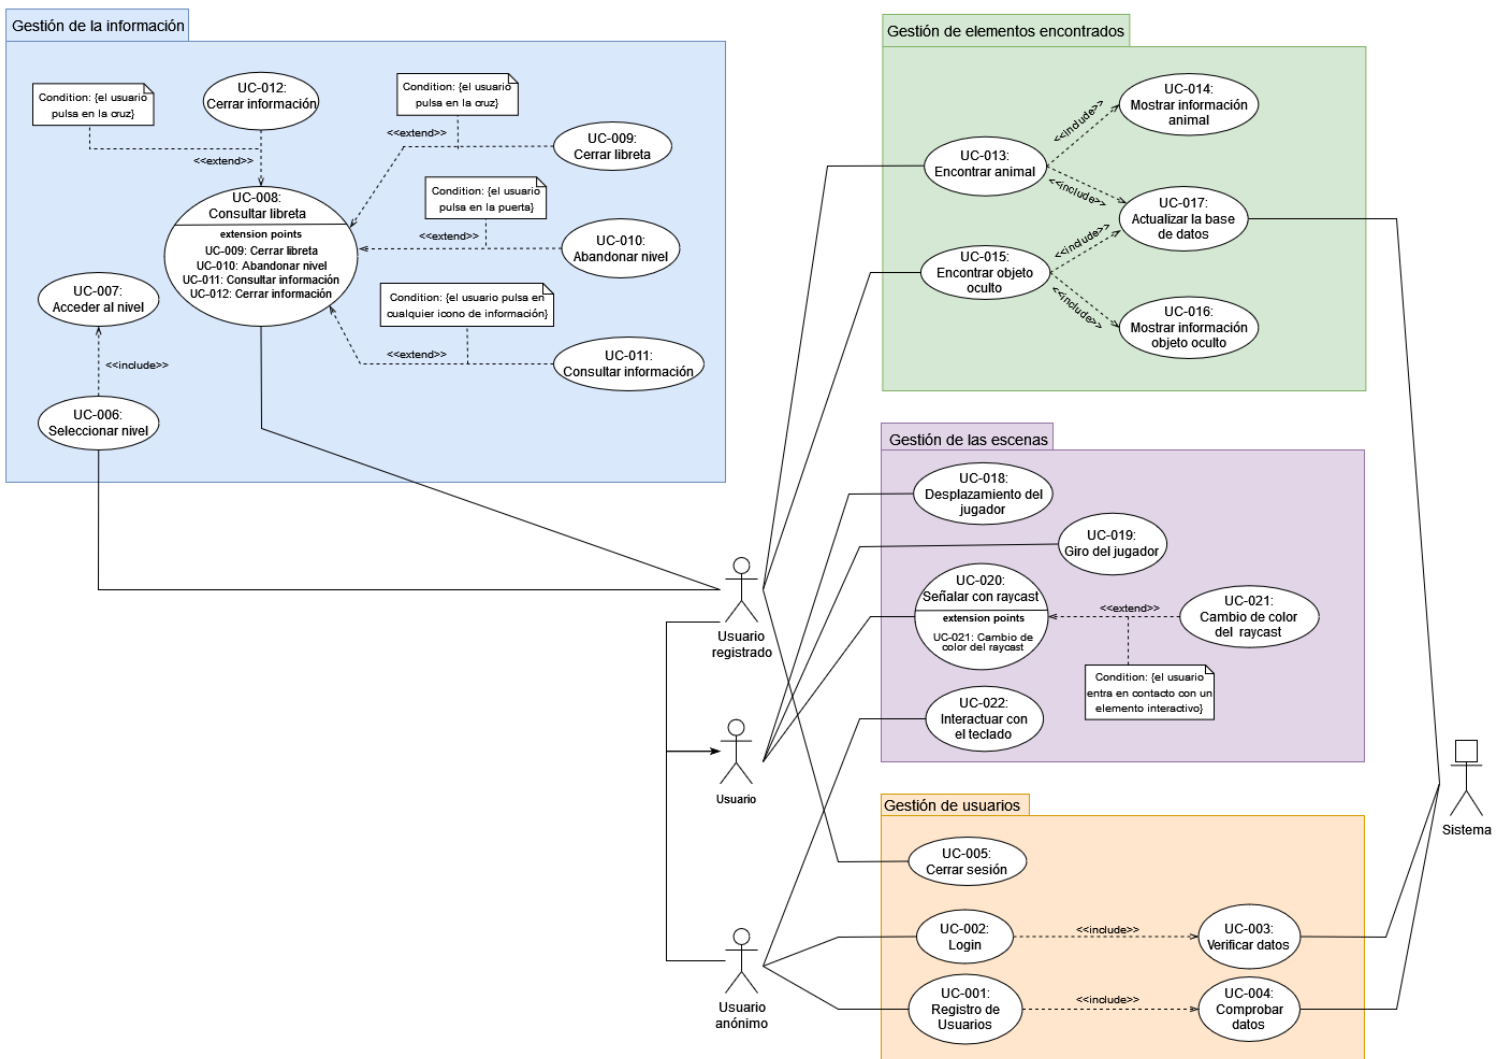 Gestión de la información
Condition: {el usuario
pulsa en la cruz}
UC-012:
Cerrar información
<<extend>>
Condition: {el usuario
pulsa en la cruz}
<<extend>>
UC-009:
Cerrar libreta
UC-008:
Consultar libreta
extension points
UC-009: Cerrar libreta
UC-010: Abandonar nivel
UC-011: Consultar información
UC-012: Cerrar información
Condition: {el usuario
pulsa en la puerta}
<<extend>>
UC-010:
Abandonar nivel
Condition: {el usuario pulsa en
cualquier icono de información}
<<extend>>
UC-011:
Consultar información
UC-007:
Acceder al nivel
<<include>>
UC-006:
Seleccionar nivel
Gestión de elementos encontrados
UC-014:
Mostrar información
animal
<<include>>
UC-013:
Encontrar animal
<<include>>
UC-017:
Actualizar la base
de datos
<<include>>
UC-015:
Encontrar objeto
oculto
<<include>>
UC-016:
Mostrar información
objeto oculto
Gestión de las escenas
UC-018:
Desplazamiento del
jugador
UC-019:
Giro del jugador
UC-020:
Señalar con raycast
extension points
UC-021: Cambio de
color del raycast
<<extend>>
UC-021:
Cambio de color
del raycast
Condition: {el usuario
entra en contacto con un
elemento interactivo}
UC-022:
Interactuar con
el teclado
Usuario
registrado
Usuario
Usuario
anónimo
Sistema
Gestión de usuarios
UC-005:
Cerrar sesión
UC-002:
Login
<<include>>
UC-003:
Verificar datos
UC-001:
Registro de
Usuarios
<<include>>
UC-004:
Comprobar
datos